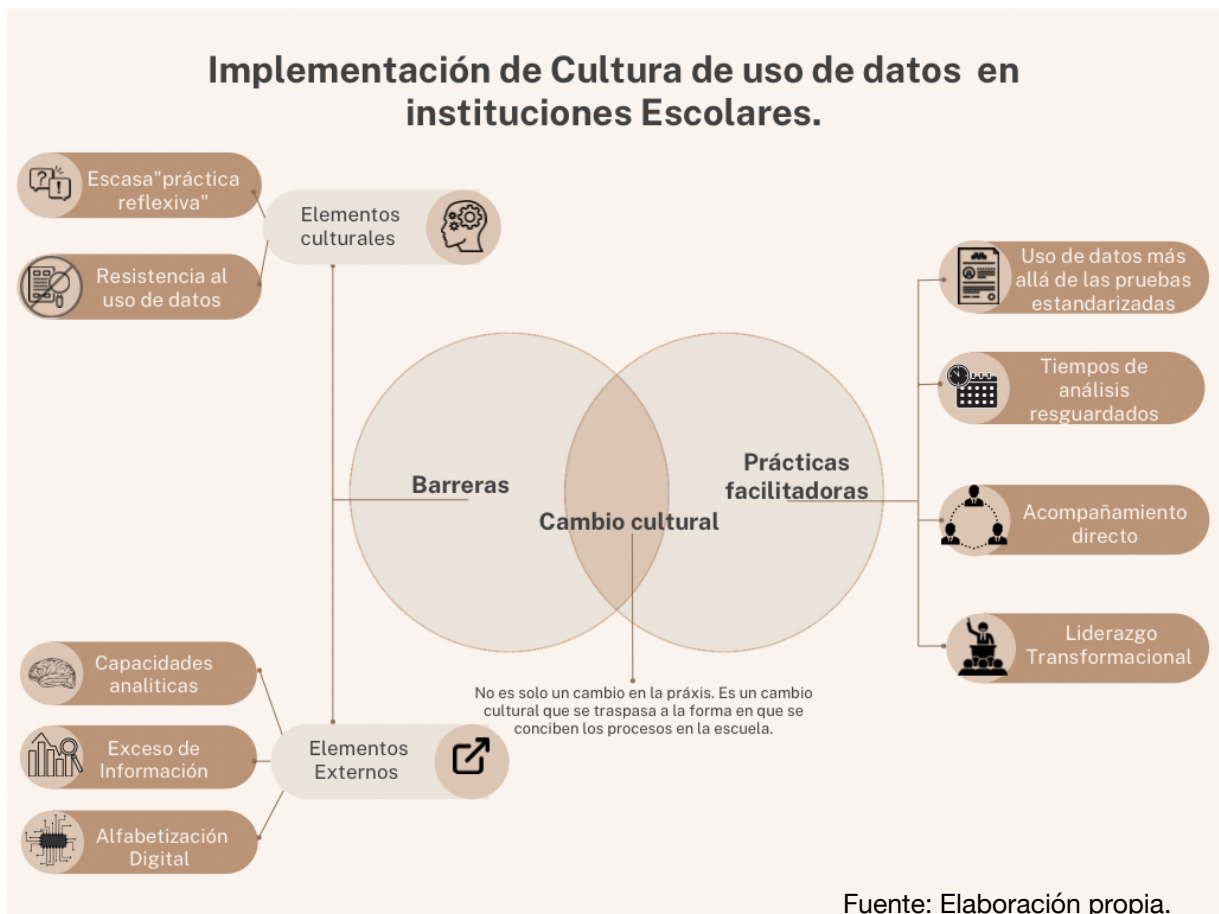 Implementación de Cultura de uso de datos en
instituciones Escolares.
Escasa"práctica
reflexiva"
Resistencia al
uso de datos
Elementos
culturales
Uso de datos más
allá de las pruebas
estandarizadas
Tiempos de
análisis
resguardados
Barreras
Prácticas
facilitadoras
Cambio cultural
Acompañamiento
directo
Liderazgo
Transformacional
No es solo un cambio en la práxis. Es un cambio
cultural que se traspasa a la forma en que se
conciben los procesos en la escuela.
Capacidades
analiticas
Exceso de
Información
Alfabetización
Digital
Elementos
Externos
Fuente: Elaboración propia.